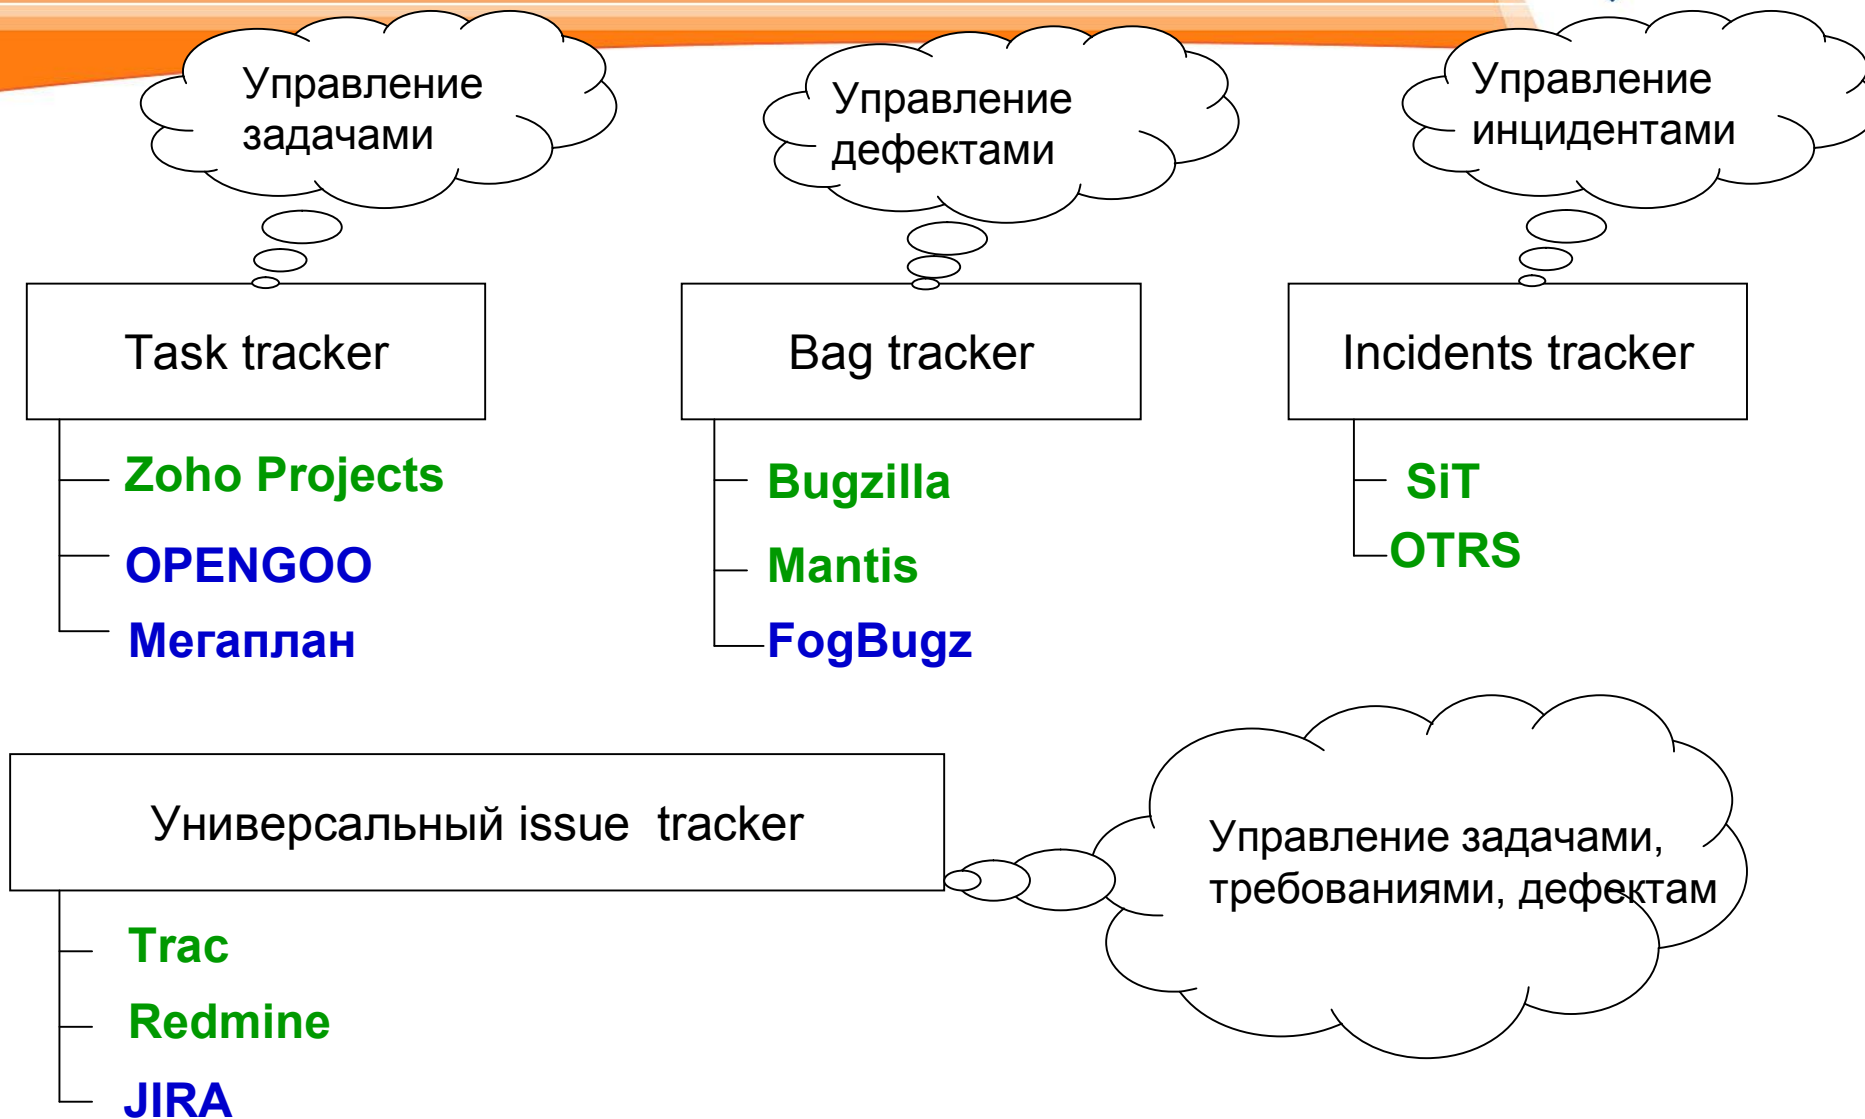 Управление
задачами
Управление
дефектами
Управление
инцидентами
Task tracker
Bag tracker
Incidents tracker
Zoho Projects
OPENGOO
Мегаплан
Bugzilla
Mantis
FogBugz
SiT
OTRS
Универсальный issue tracker
Управление задачами,
требованиями, дефектам
Trac
Redmine
JIRA